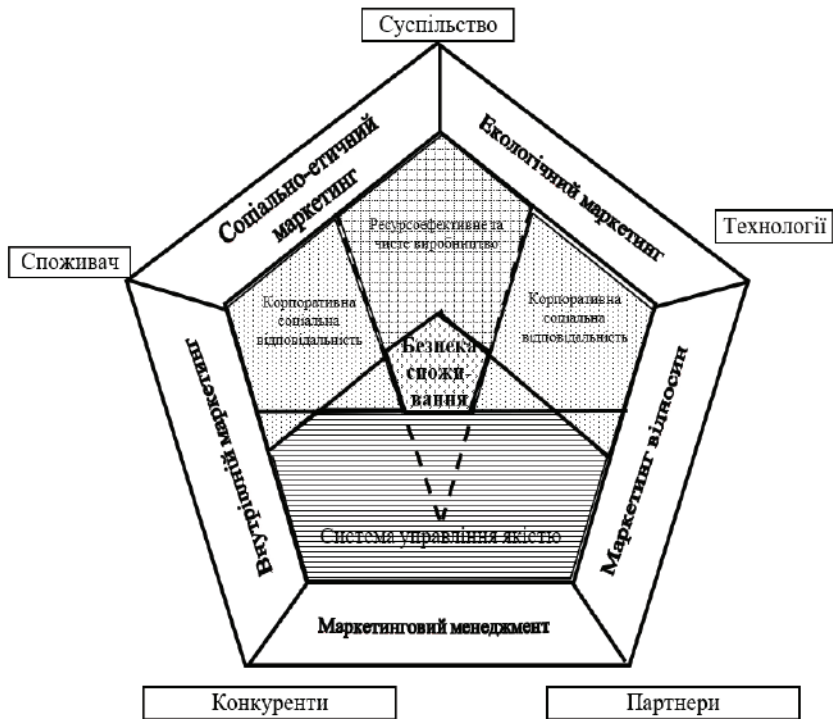 Суспільство
Соціально-етичний
маркетинг
Екологічний маркетинг
Технології
Споживач
Ресурсоефективне та
чисте виробництво
Корпоративна
соціальна
відповідальність
Корпоративна
соціальна
відповідальність
Безпека
спожи-
вання
Внутрішній маркетинг
Маркетинг відносин
Система управління якістю
Маркетинговий менеджмент
Конкуренти
Партнери